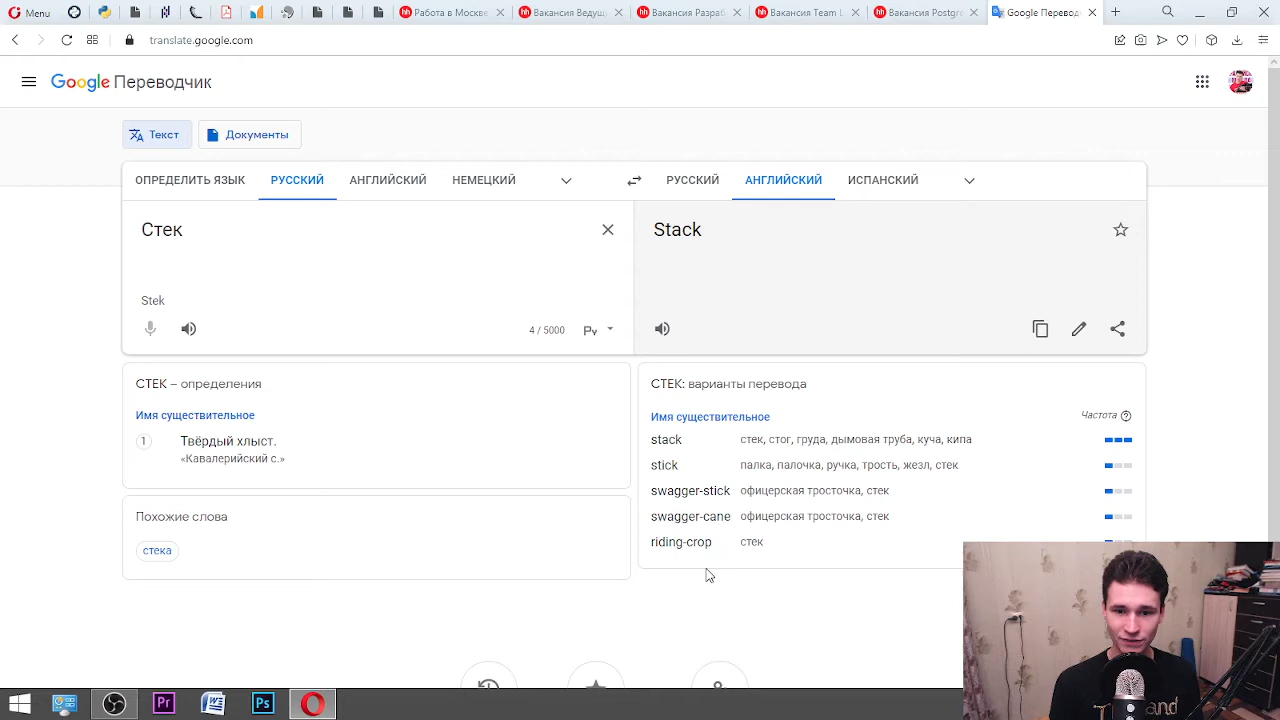 Menu
Работа в Москве
Вакансия Ведущ
Вакансия Разраб
Вакансия Team L
Вакансия Postgre
Google Перевод
translate.google.com
Google Переводчик
Текст
Документы
ОПРЕДЕЛИТЬ ЯЗЫК РУССКИЙ АНГЛИЙСКИЙ НЕМЕЦКИЙ
РУССКИЙ АНГЛИЙСКИЙ ИСПАНСКИЙ
Стек
Stack
Stek
4 / 5000
СТЕК – определения
Имя существительное
1 Твёрдый хлыст.
«Кавалерийский с.»
Похожие слова
стека
СТЕК: варианты перевода
Имя существительное Частота
stack стек, стог, груда, дымовая труба, куча, кипа
stick палка, палочка, ручка, трость, жезл, стек
swagger-stick офицерская тросточка, стек
swagger-cane офицерская тросточка, стек
riding-crop стек
Pr
Ps